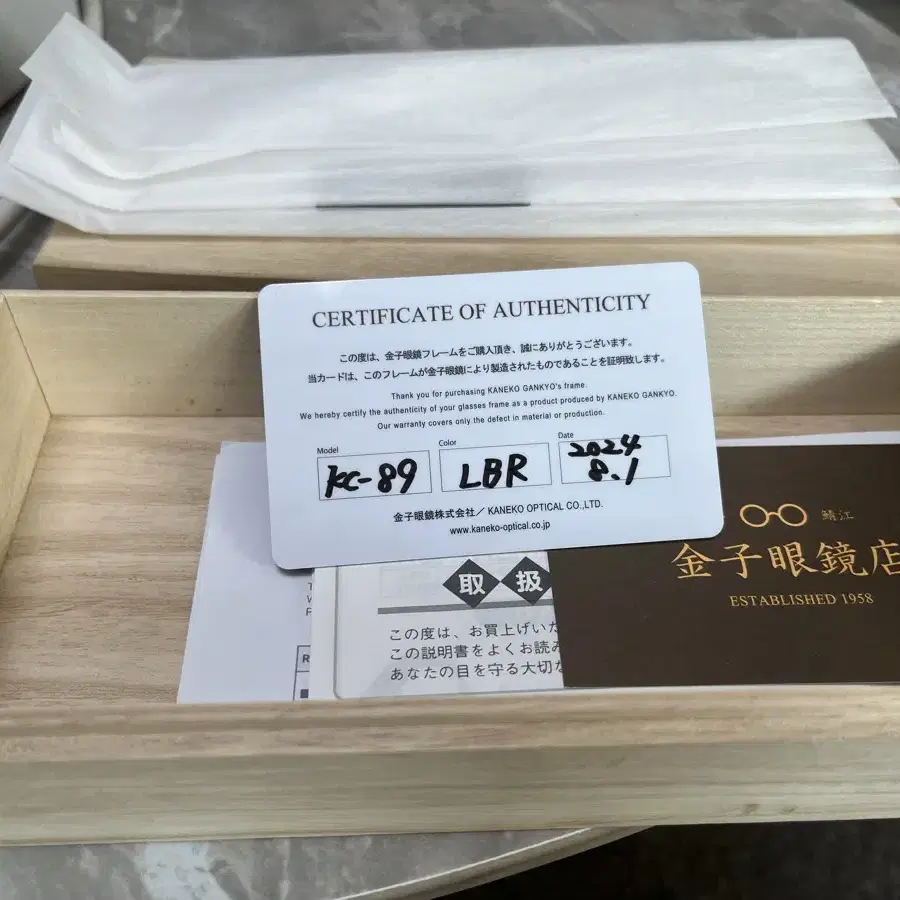 CERTIFICATE OF AUTHENTICITY
この度は、金子眼鏡フレームをご購入頂き、誠にありがとうございます。
当カードは、このフレームが金子眼鏡により製造されたものであることを証明致します。
Thank you for purchasing KANEKO GANKYO's frame.
We hereby certify the authenticity of your glasses frame as a product produced by KANEKO GANKYO.
Our warranty covers only the defect in material or production.
Model Color Date
KC-89 LBR 2024
8.1
金子眼鏡株式会社／ KANEKO OPTICAL CO.,LTD.
www.kaneko-optical.co.jp
鯖江
金子眼鏡店
ESTABLISHED 1958
取扱
この度は、お買上げいた
この説明書をよくお読み
あなたの目を守る大切な
T
W
P
R